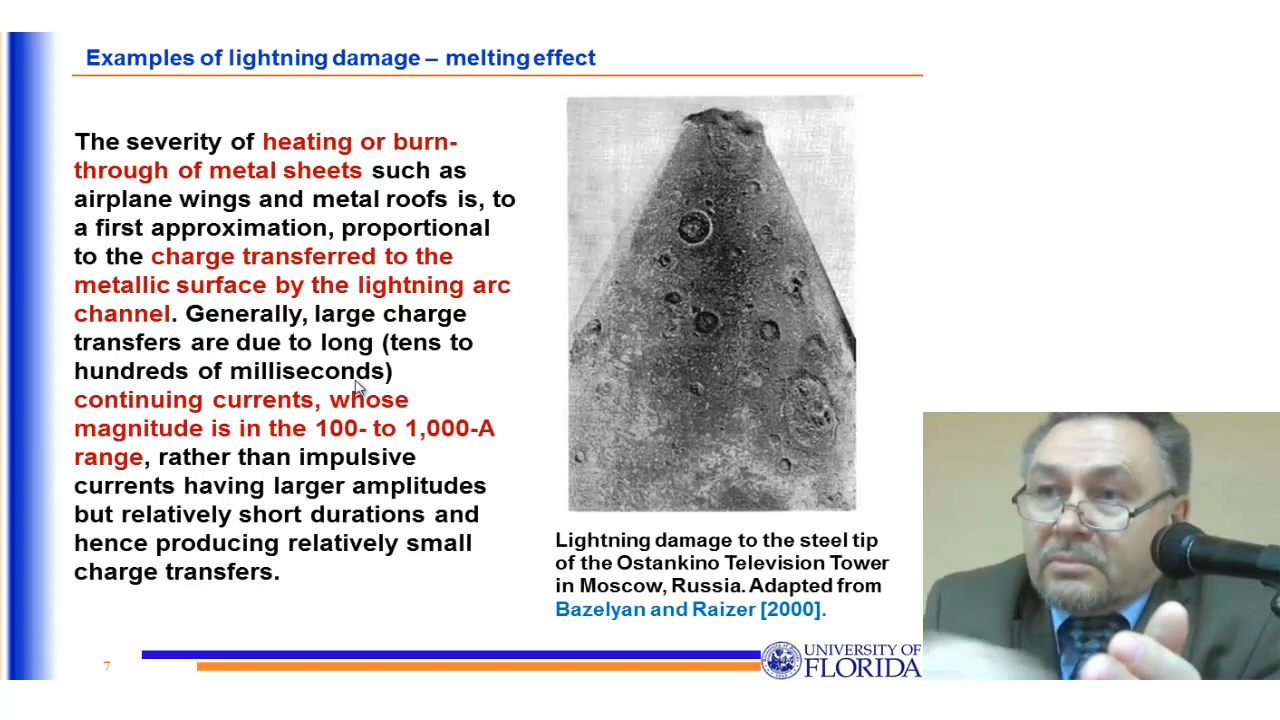 Examples of lightning damage – melting effect
The severity of heating or burn-
through of metal sheets such as
airplane wings and metal roofs is, to
a first approximation, proportional
to the charge transferred to the
metallic surface by the lightning arc
channel. Generally, large charge
transfers are due to long (tens to
hundreds of milliseconds)
continuing currents, whose
magnitude is in the 100- to 1,000-A
range, rather than impulsive
currents having larger amplitudes
but relatively short durations and
hence producing relatively small
charge transfers.
Lightning damage to the steel tip
of the Ostankino Television Tower
in Moscow, Russia. Adapted from
Bazelyan and Raizer [2000].
7
UNIVERSITY OF
FLORIDA